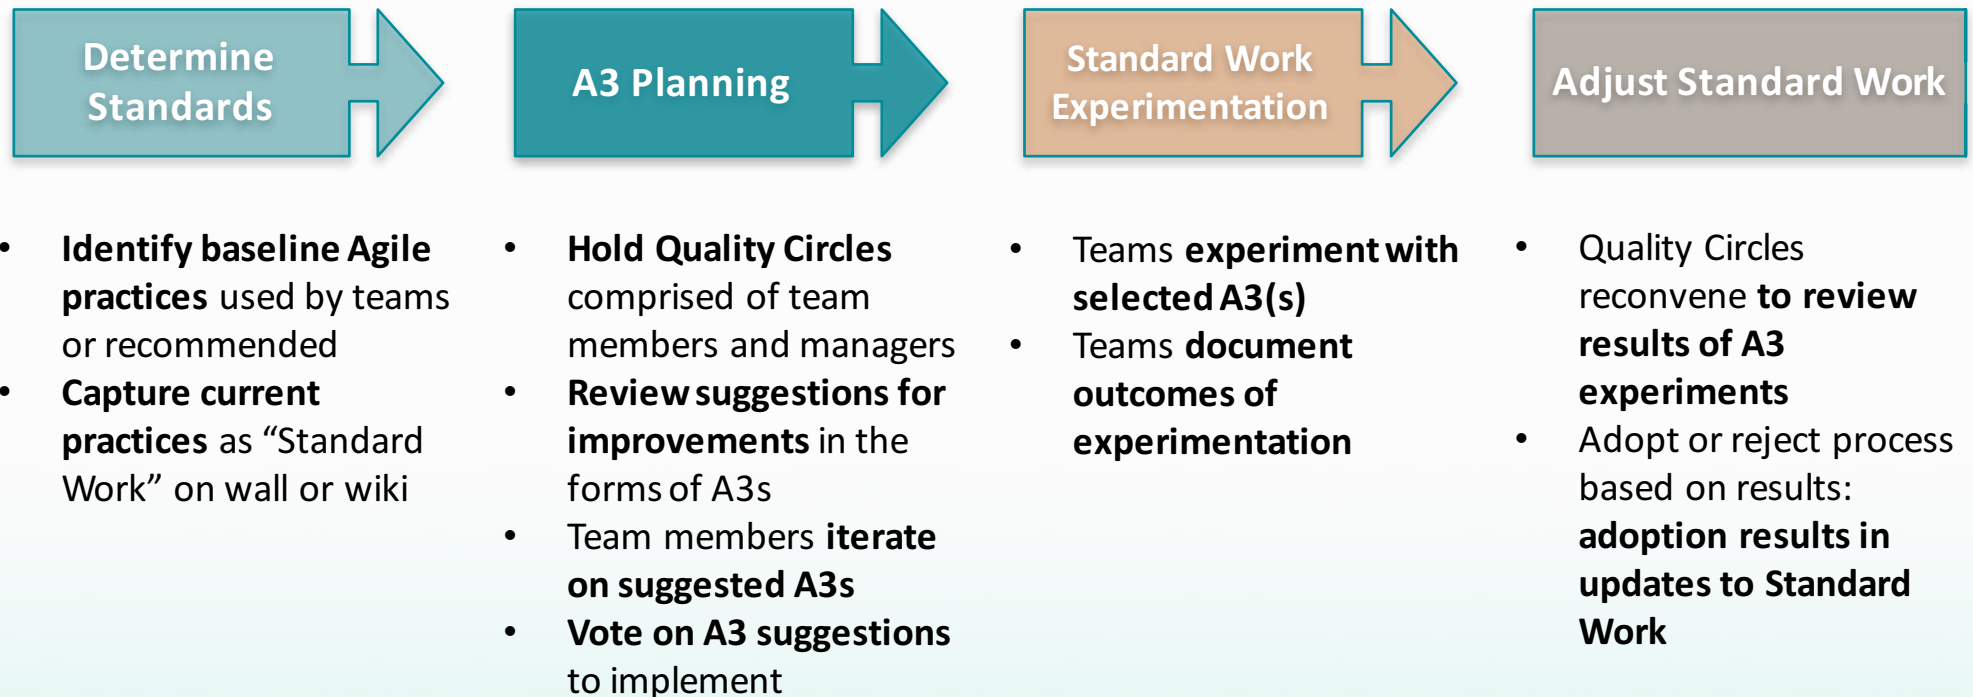 Determine
Standards
A3 Planning
Standard Work
Experimentation
Adjust Standard Work
• Identify baseline Agile
practices used by teams
or recommended
• Capture current
practices as “Standard
Work” on wall or wiki
• Hold Quality Circles
comprised of team
members and managers
• Review suggestions for
improvements in the
forms of A3s
• Team members iterate
on suggested A3s
• Vote on A3 suggestions
to implement
• Teams experiment with
selected A3(s)
• Teams document
outcomes of
experimentation
• Quality Circles
reconvene to review
results of A3
experiments
• Adopt or reject process
based on results:
adoption results in
updates to Standard
Work